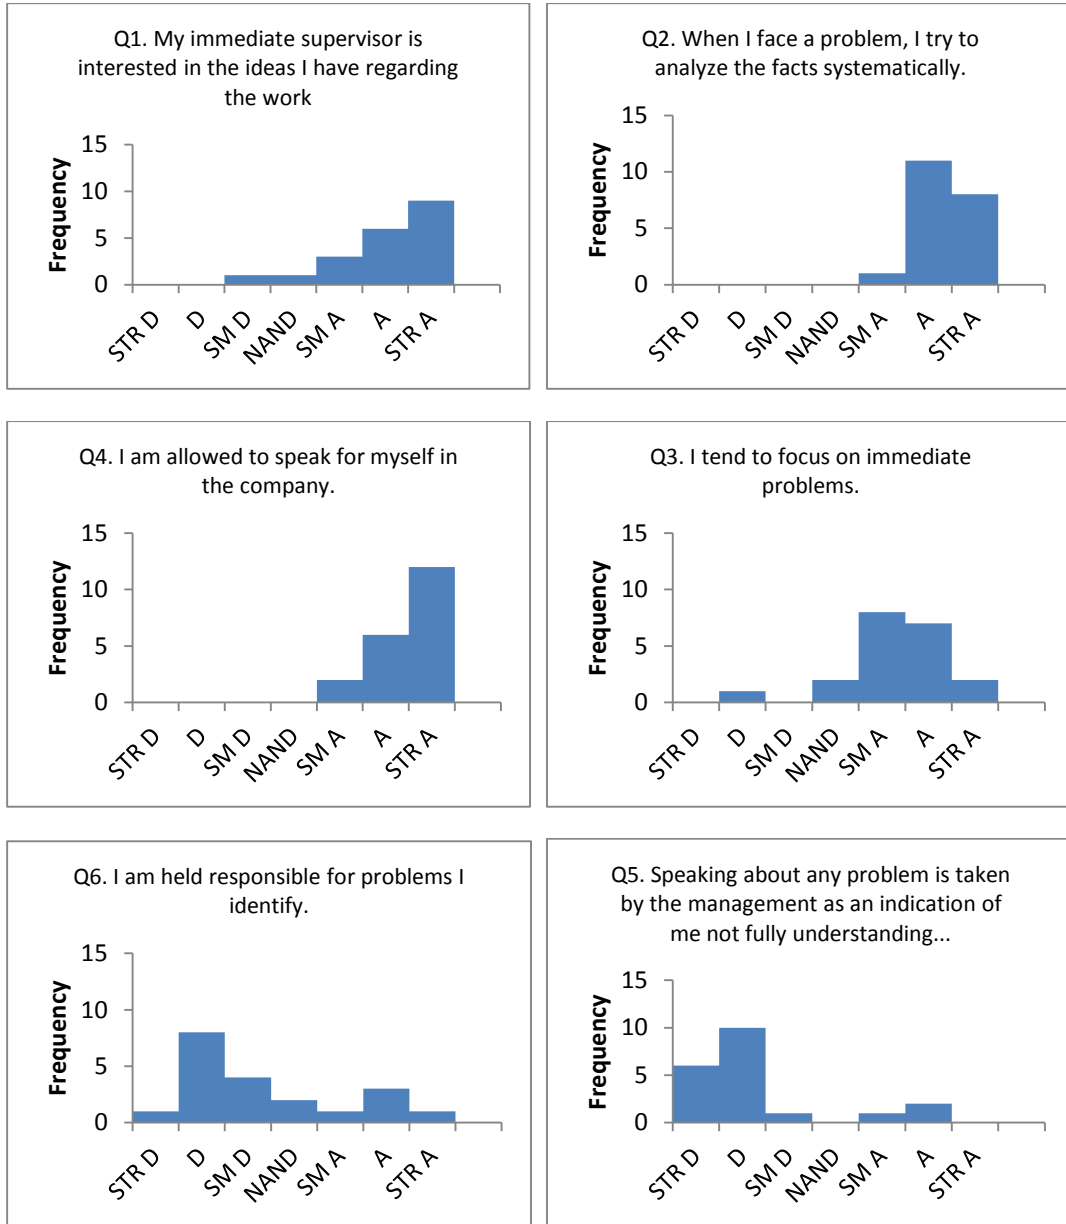 Q1. My immediate supervisor is
interested in the ideas I have regarding
the work
15
10
5
0
Frequency
STR D
D
SM D
NAND
SM A
A
STR A
Q2. When I face a problem, I try to
analyze the facts systematically.
15
10
5
0
Frequency
STR D
D
SM D
NAND
SM A
A
STR A
Q4. I am allowed to speak for myself in
the company.
15
10
5
0
Frequency
STR D
D
SM D
NAND
SM A
A
STR A
Q3. I tend to focus on immediate
problems.
15
10
5
0
Frequency
STR D
D
SM D
NAND
SM A
A
STR A
Q6. I am held responsible for problems I
identify.
15
10
5
0
Frequency
STR D
D
SM D
NAND
SM A
A
STR A
Q5. Speaking about any problem is taken
by the management as an indication of
me not fully understanding...
15
10
5
0
Frequency
STR D
D
SM D
NAND
SM A
A
STR A